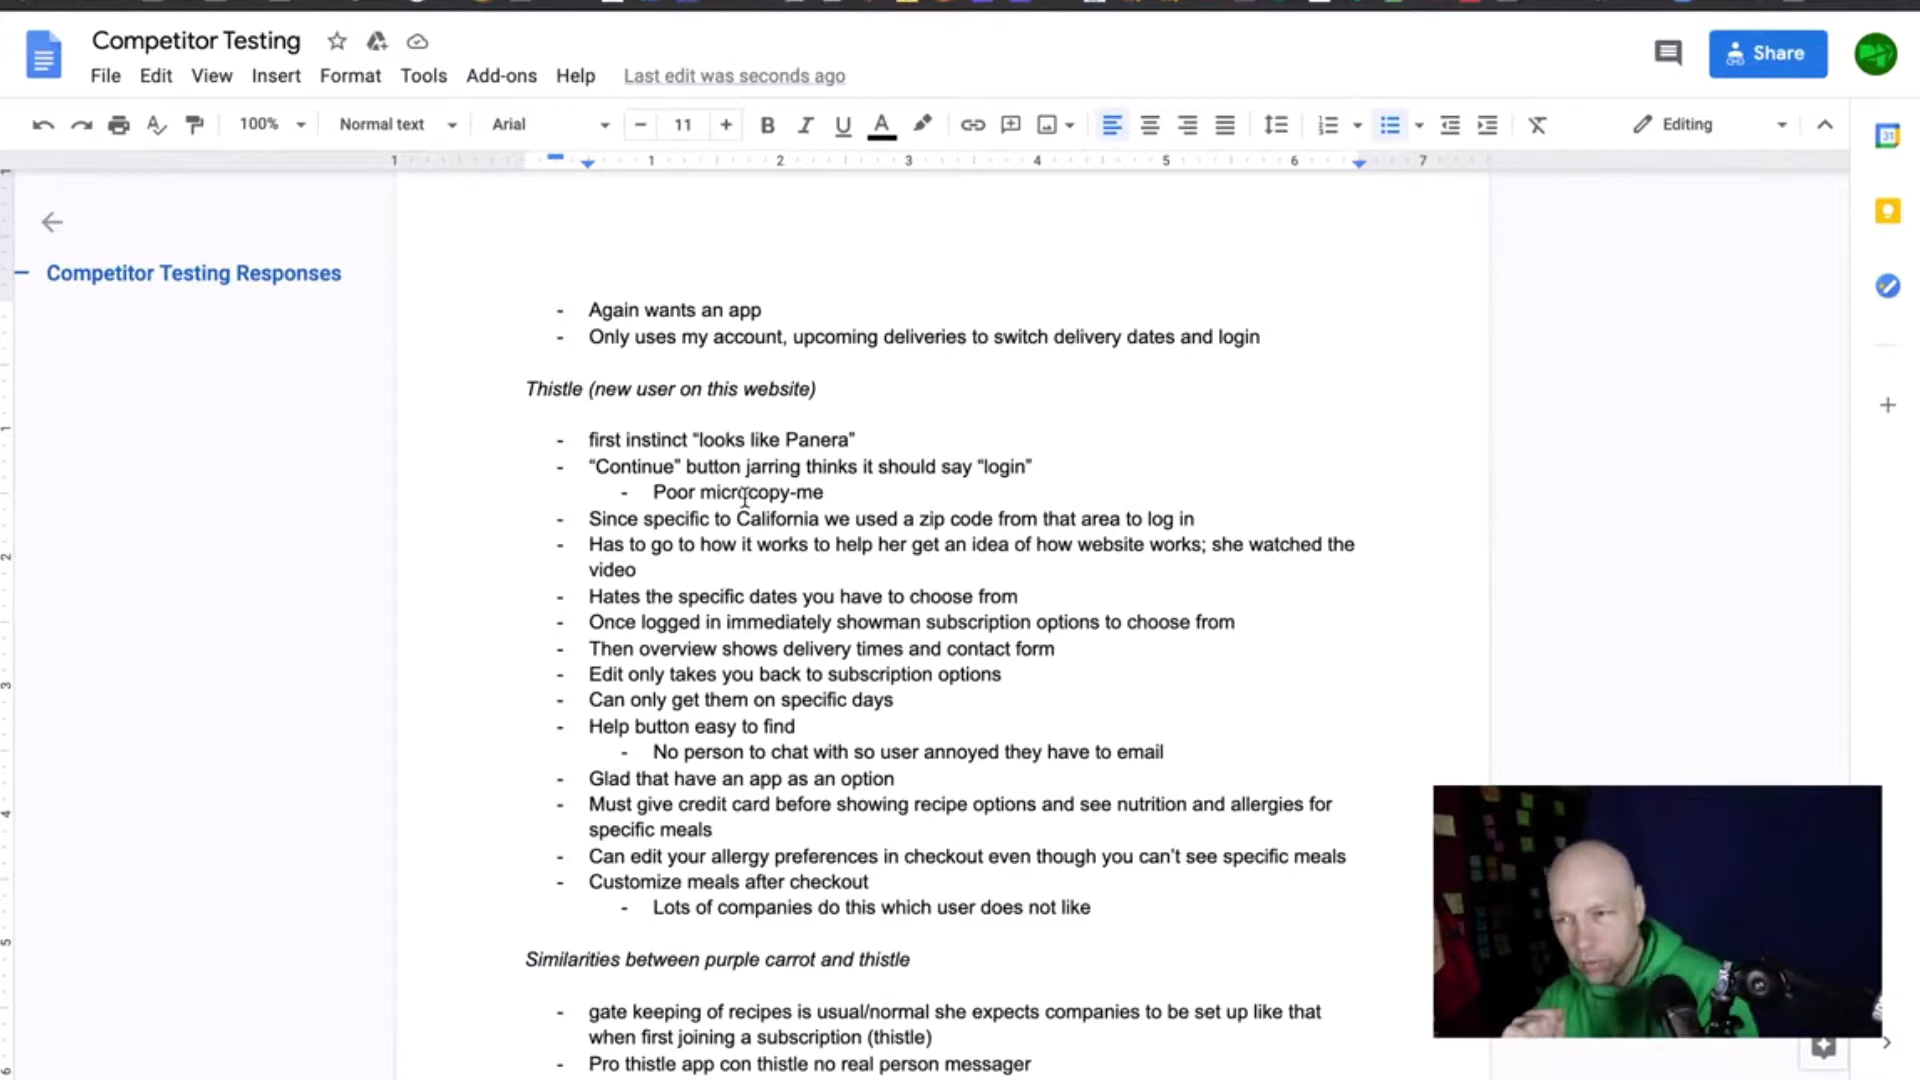 Competitor Testing
File Edit View Insert Format Tools Add-ons Help Last edit was seconds ago
Share
100% Normal text Arial 11 Editing
1 1 2 3 4 5 6 7
31
Competitor Testing Responses
- Again wants an app
- Only uses my account, upcoming deliveries to switch delivery dates and login
Thistle (new user on this website)
- first instinct “looks like Panera”
- “Continue” button jarring thinks it should say “login”
- Poor microcopy-me
- Since specific to California we used a zip code from that area to log in
- Has to go to how it works to help her get an idea of how website works; she watched the
video
- Hates the specific dates you have to choose from
- Once logged in immediately showman subscription options to choose from
- Then overview shows delivery times and contact form
- Edit only takes you back to subscription options
- Can only get them on specific days
- Help button easy to find
- No person to chat with so user annoyed they have to email
- Glad that have an app as an option
- Must give credit card before showing recipe options and see nutrition and allergies for
specific meals
- Can edit your allergy preferences in checkout even though you can’t see specific meals
- Customize meals after checkout
- Lots of companies do this which user does not like
Similarities between purple carrot and thistle
- gate keeping of recipes is usual/normal she expects companies to be set up like that
when first joining a subscription (thistle)
- Pro thistle app con thistle no real person messager